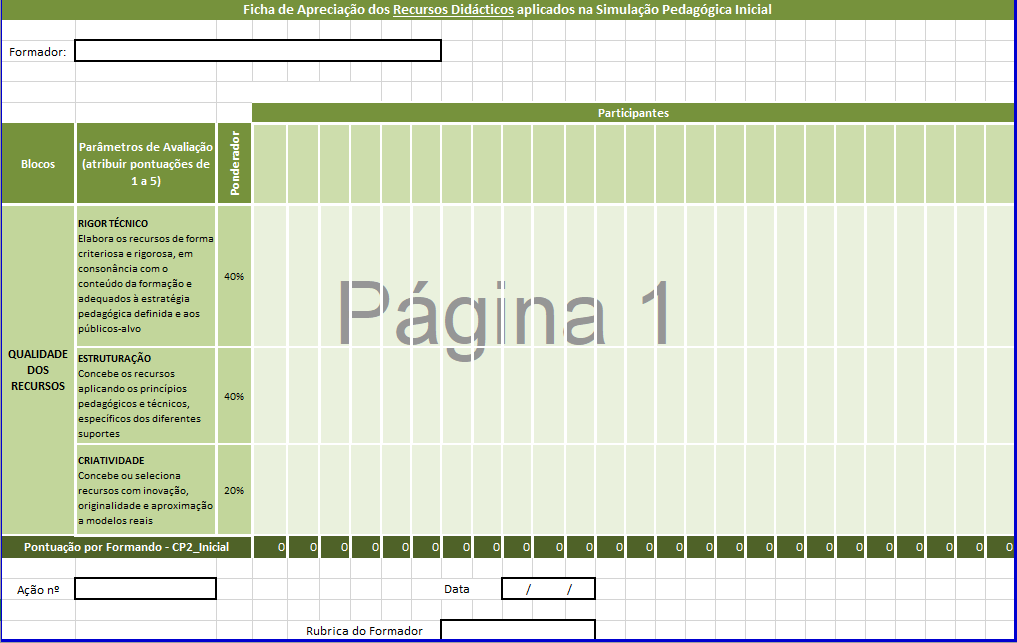 Ficha de Apreciação dos Recursos Didácticos aplicados na Simulação Pedagógica Inicial
Formador:
Participantes
Blocos
Parâmetros de Avaliação
(atribuir pontuações de
1 a 5)
Ponderador
QUALIDADE
DOS
RECURSOS
RIGOR TÉCNICO
Elabora os recursos de forma
criteriosa e rigorosa, em
consonância com o
conteúdo da formação e
adequados à estratégia
pedagógica definida e aos
públicos-alvo
40%
Página 1
ESTRUTURAÇÃO
Concebe os recursos
aplicando os princípios
pedagógicos e técnicos,
específicos dos diferentes
suportes
40%
CRIATIVIDADE
Concebe ou seleciona
recursos com inovação,
originalidade e aproximação
a modelos reais
20%
Pontuação por Formando - CP2_Inicial 0 0 0 0 0 0 0 0 0 0 0 0 0 0 0 0 0 0 0 0 0 0 0 0 0
Ação nº
Data / /
Rubrica do Formador